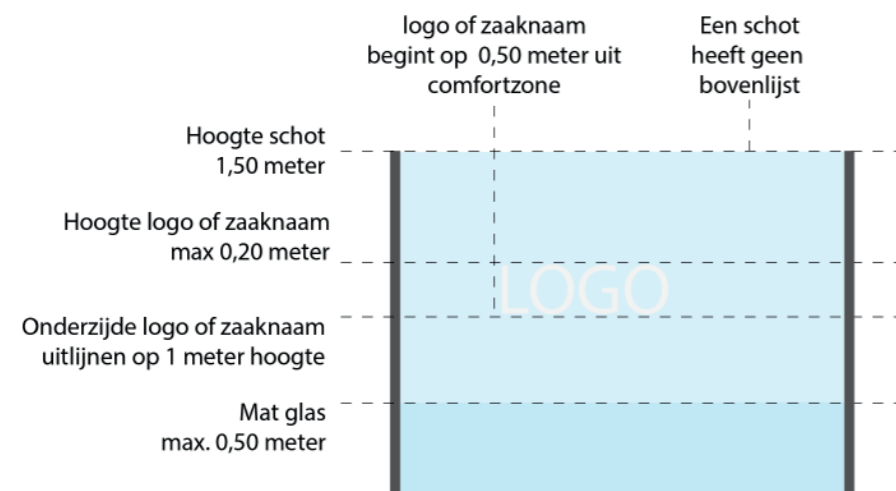 logo of zaaknaam
begint op 0,50 meter uit
comfortzone
Een schot
heeft geen
bovenlijst
Hoogte schot
1,50 meter
Hoogte logo of zaaknaam
max 0,20 meter
LOGO
Onderzijde logo of zaaknaam
uitlijnen op 1 meter hoogte
Mat glas
max. 0,50 meter